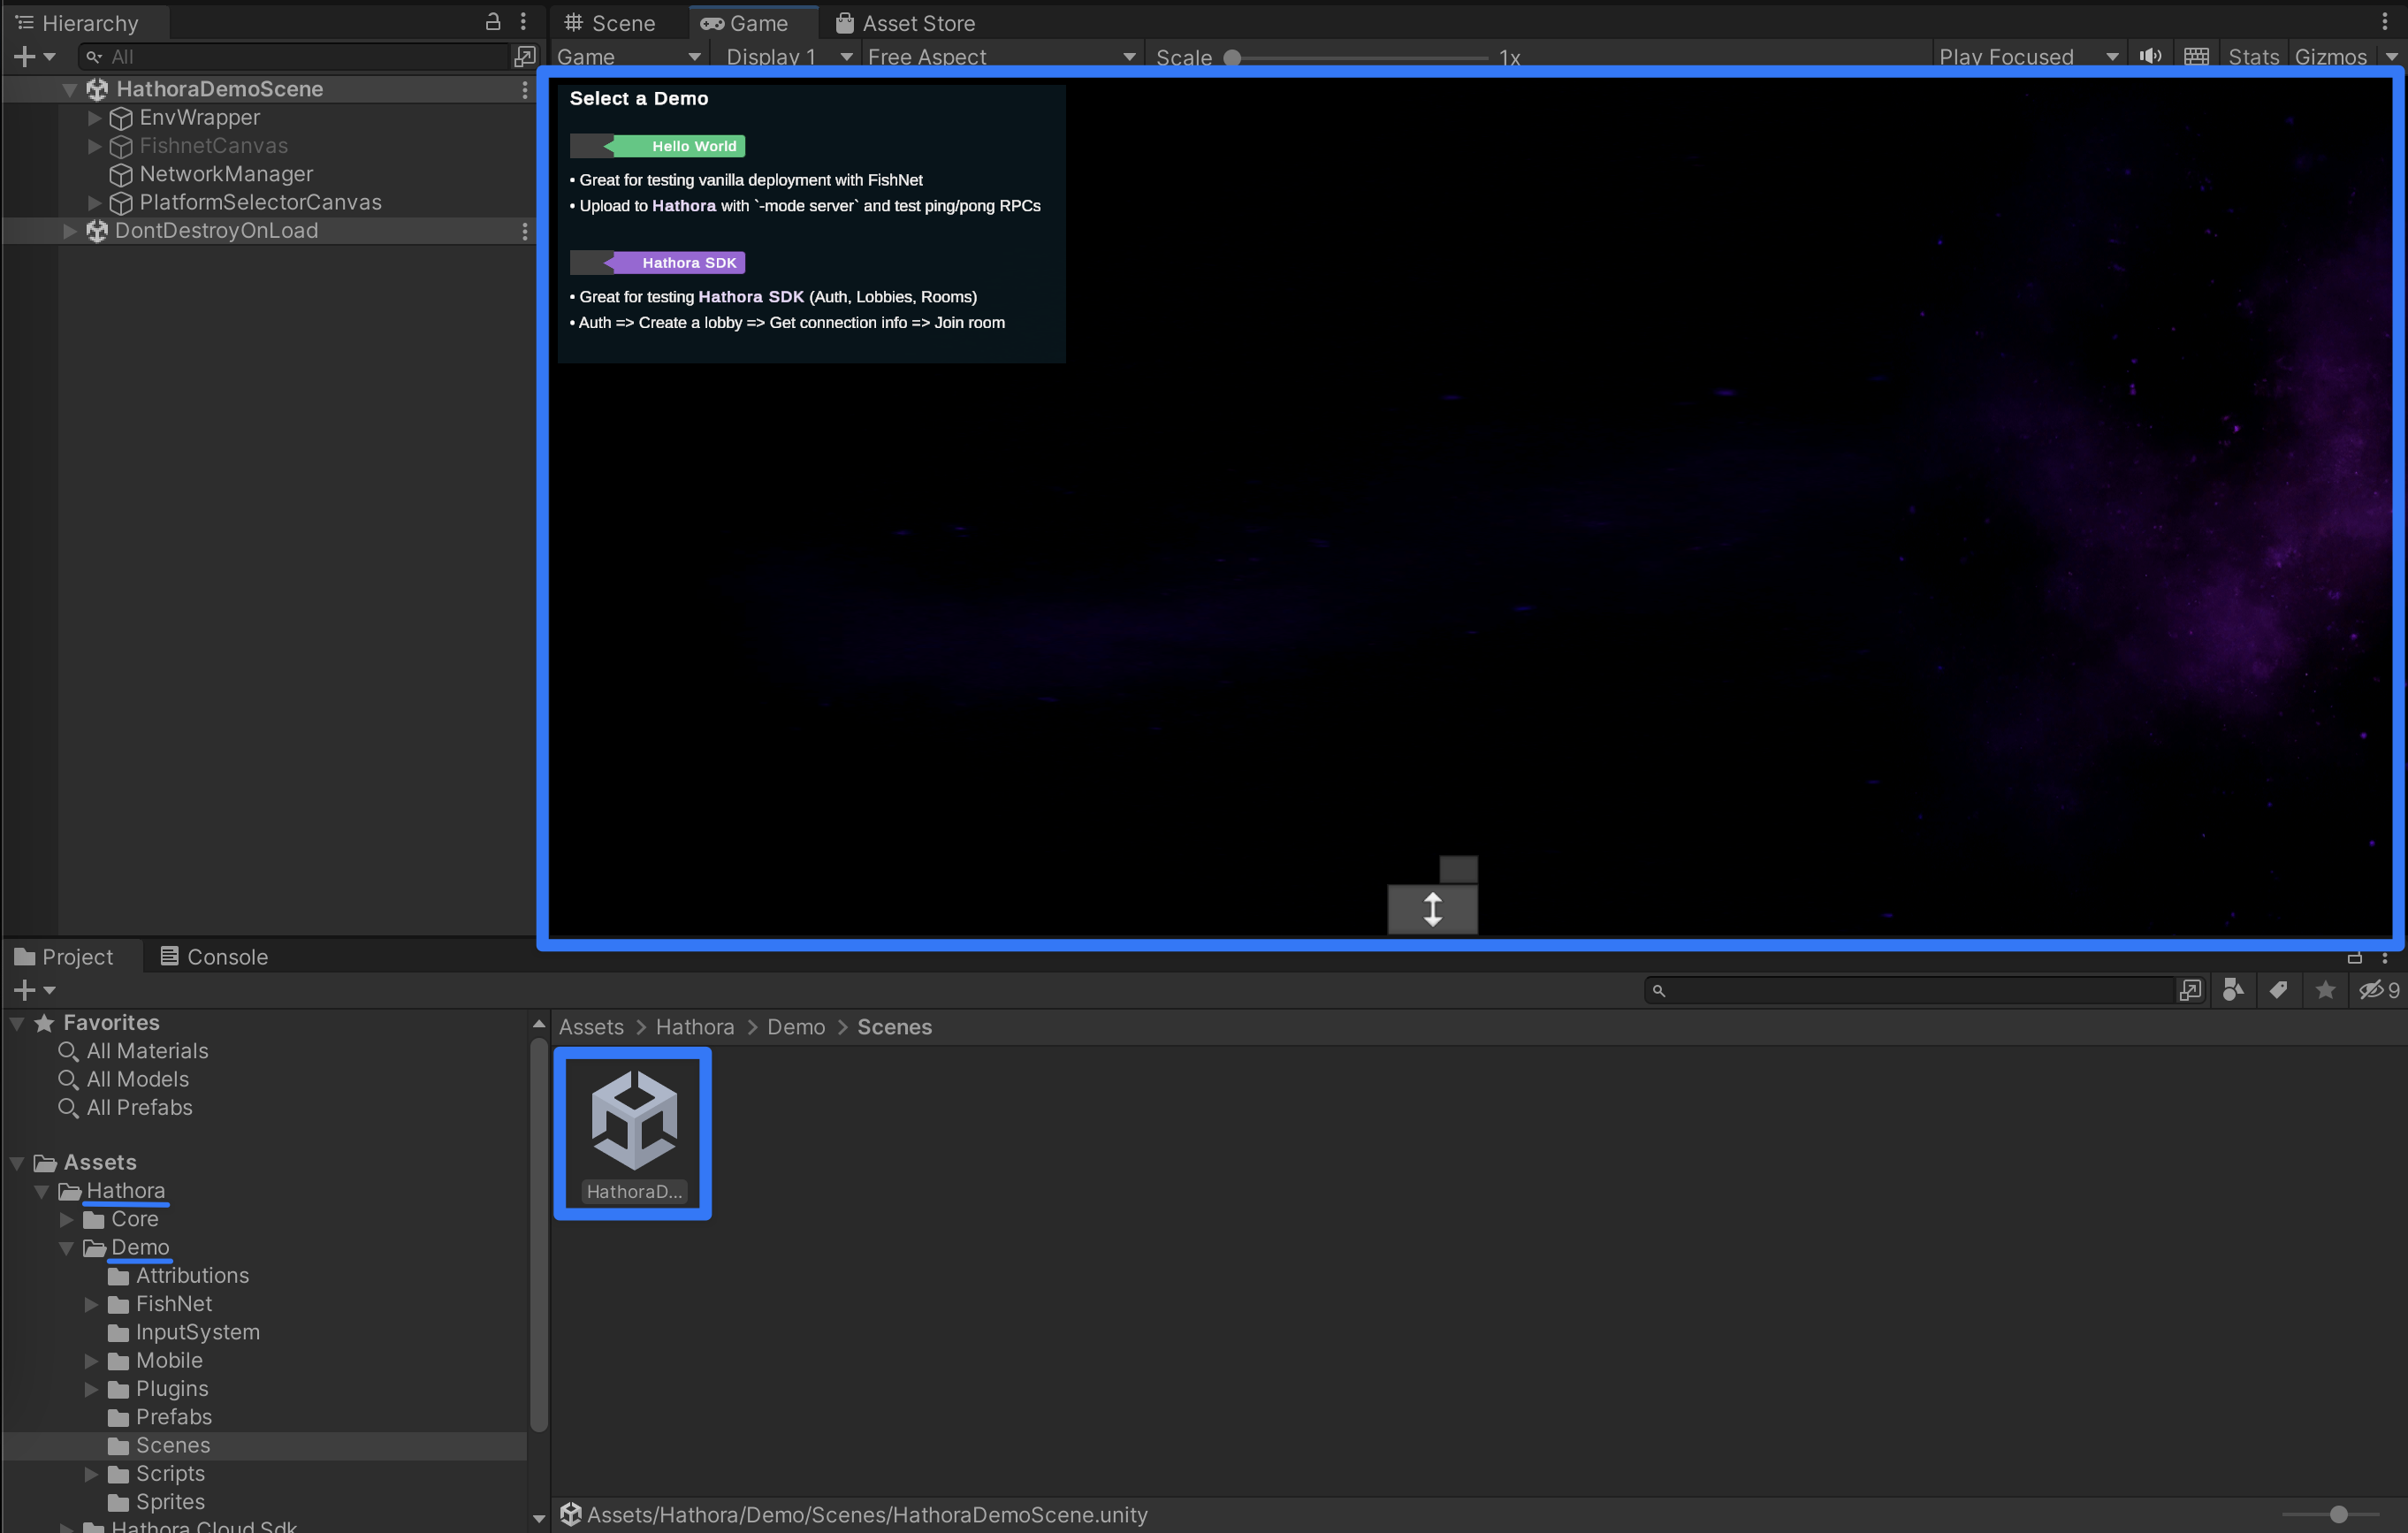 Hierarchy
All
HathoraDemoScene
EnvWrapper
FishnetCanvas
NetworkManager
PlatformSelectorCanvas
DontDestroyOnLoad
Scene
Game
Asset Store
Game
Display 1
Free Aspect
Scale
1x
Play Focused
Stats
Gizmos
Select a Demo
Hello World
• Great for testing vanilla deployment with FishNet
• Upload to Hathora with `-mode server` and test ping/pong RPCs
Hathora SDK
• Great for testing Hathora SDK (Auth, Lobbies, Rooms)
• Auth => Create a lobby => Get connection info => Join room
Project
Console
9
Favorites
All Materials
All Models
All Prefabs
Assets
Hathora
Core
Demo
Attributions
FishNet
InputSystem
Mobile
Plugins
Prefabs
Scenes
Scripts
Sprites
Hathora Cloud Sdk
Assets > Hathora > Demo > Scenes
HathoraD...
Assets/Hathora/Demo/Scenes/HathoraDemoScene.unity